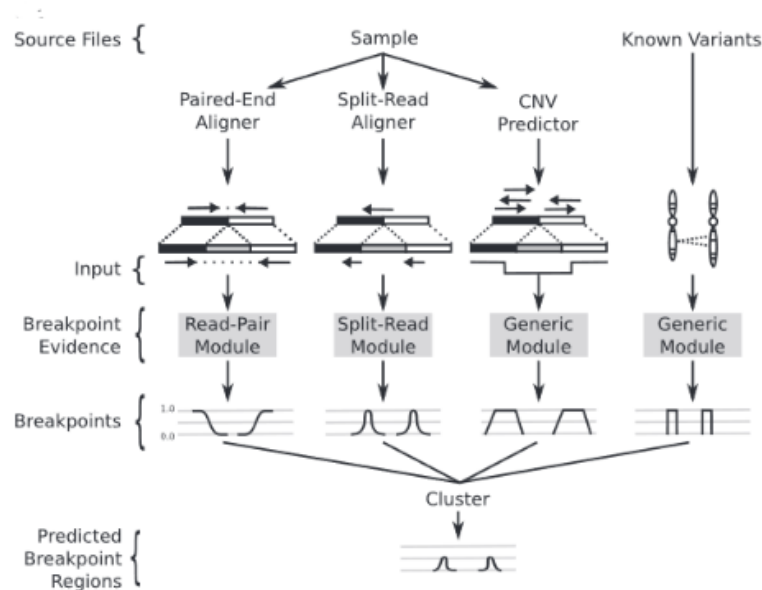 Source Files
Sample
Known Variants
Paired-End
Aligner
Split-Read
Aligner
CNV
Predictor
Input
Breakpoint
Evidence
Read-Pair
Module
Split-Read
Module
Generic
Module
Generic
Module
Breakpoints
1.0
0.0
Cluster
Predicted
Breakpoint
Regions